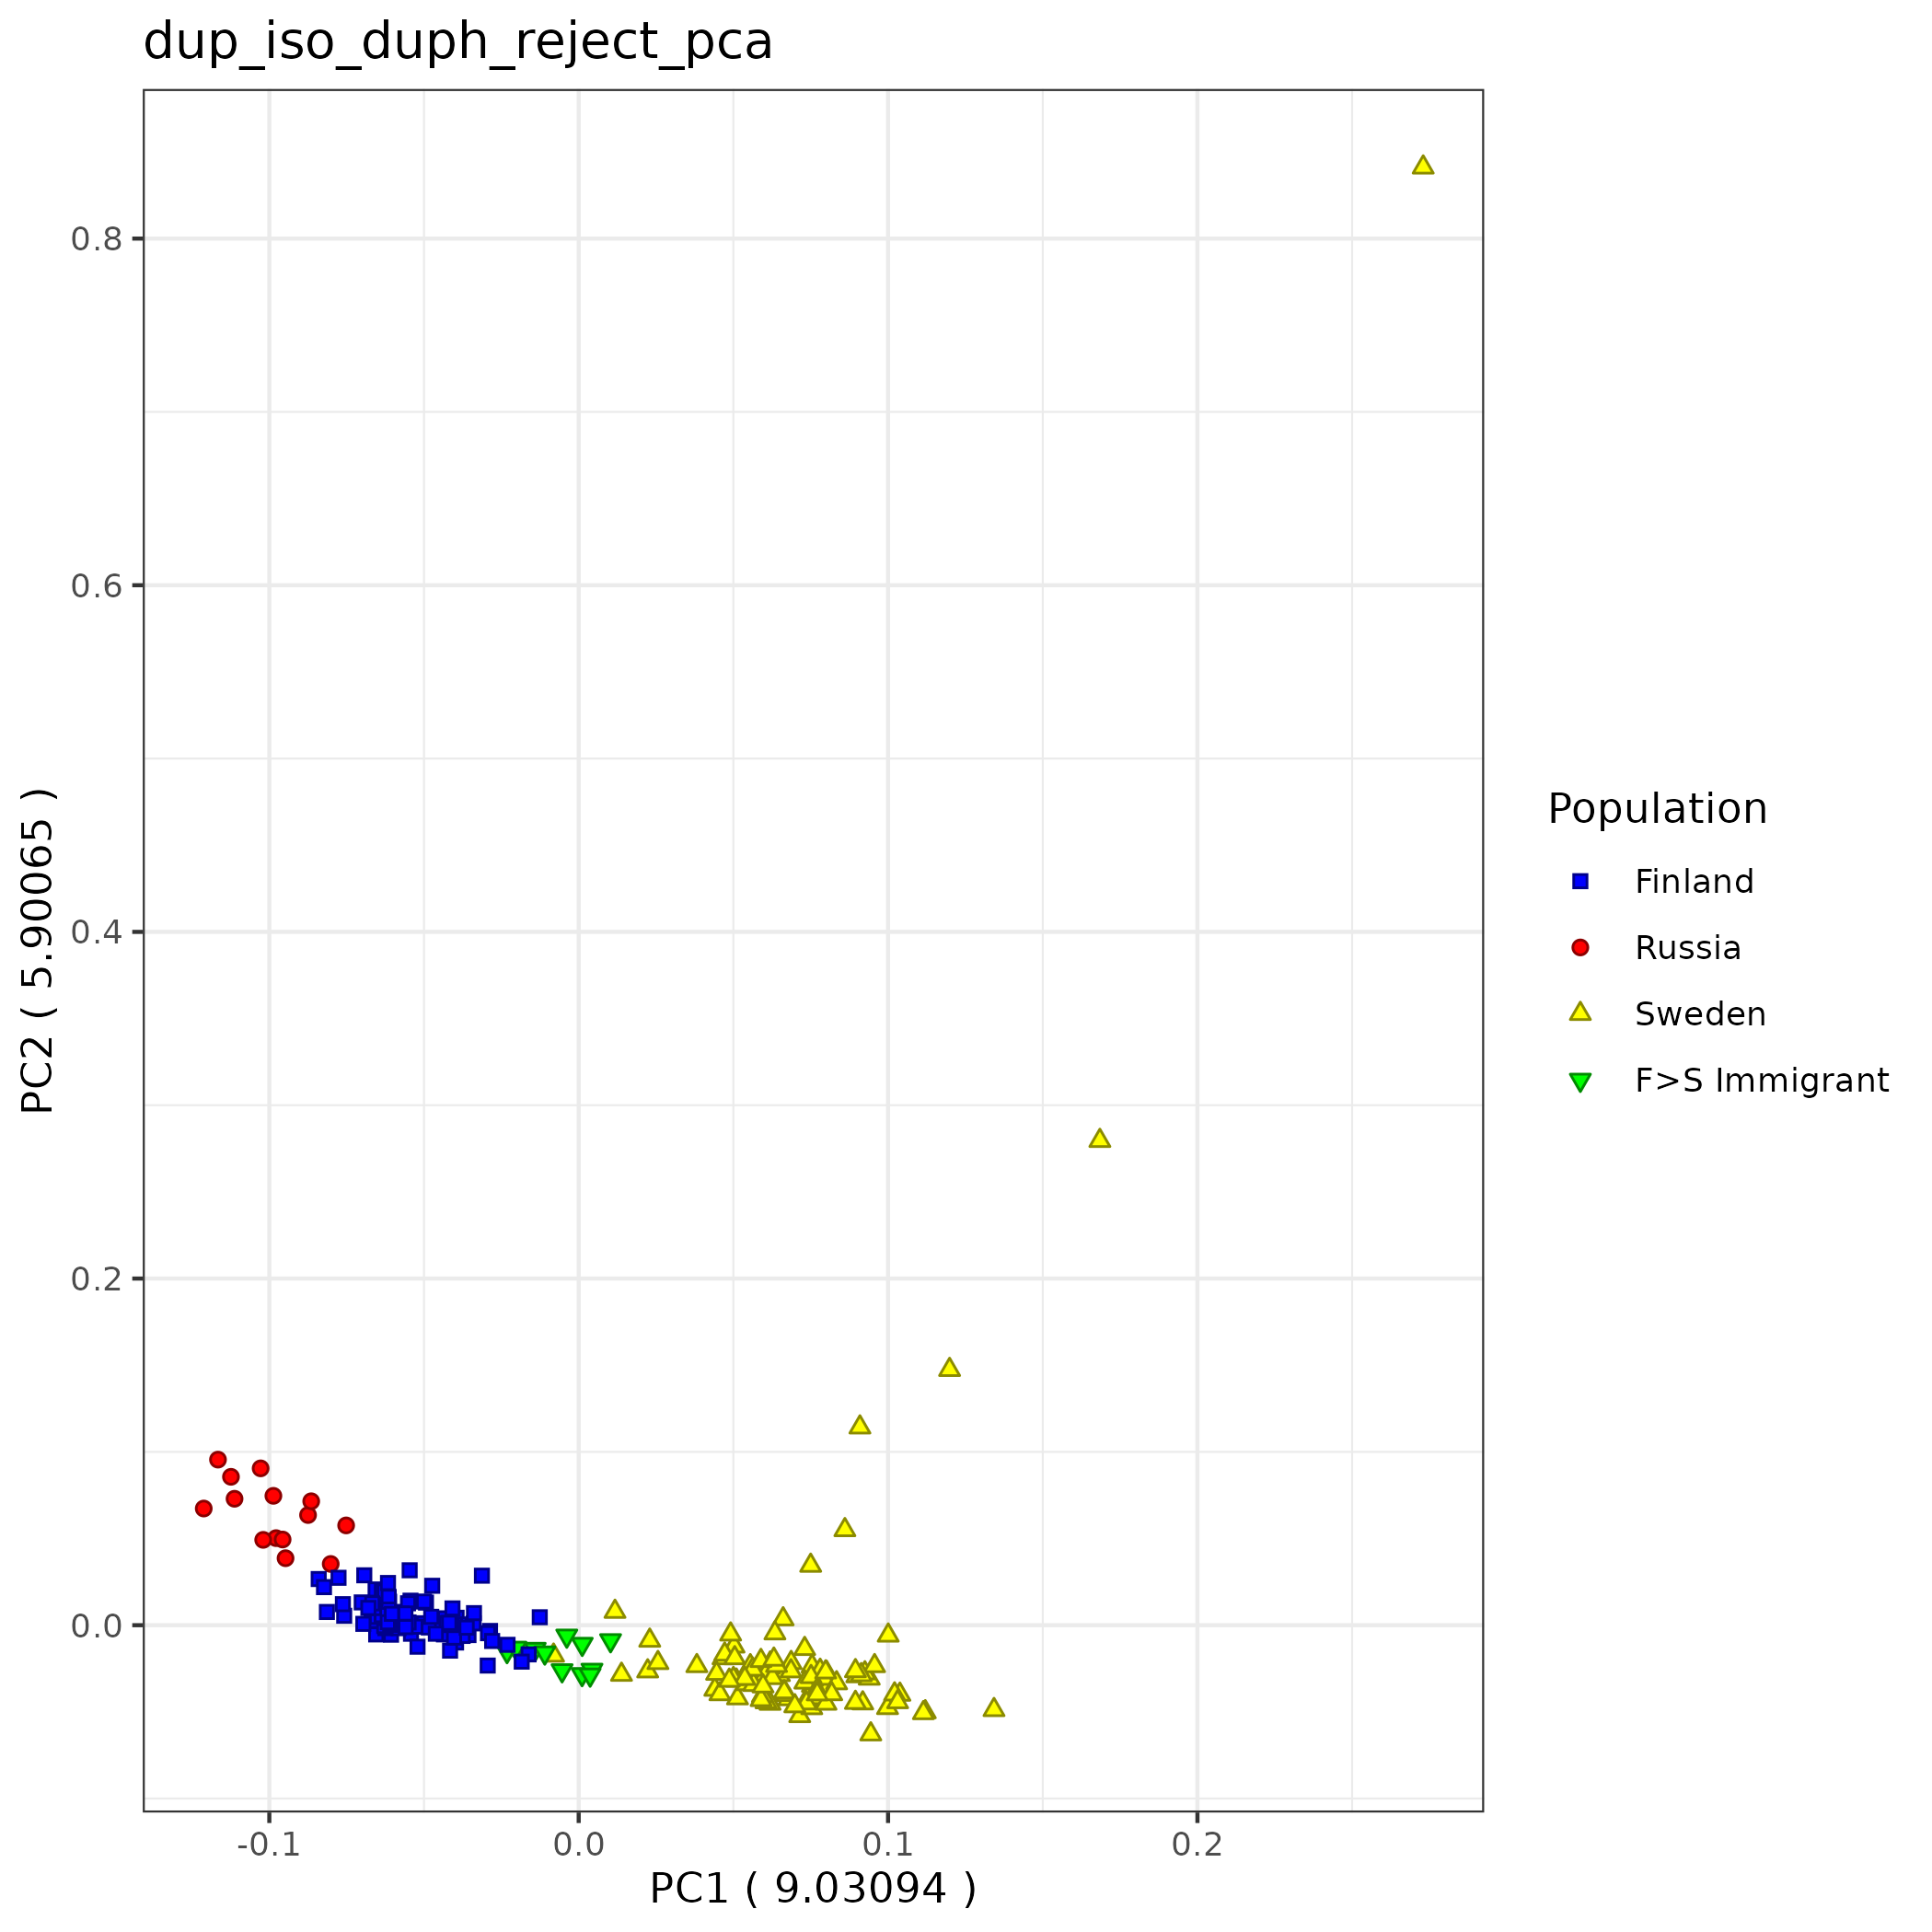 dup_iso_duph_reject_pca
0.8
0.6
0.4
0.2
0.0
PC2 ( 5.90065 )
-0.1
0.0
0.1
0.2
PC1 ( 9.03094 )
Population
Finland
Russia
Sweden
F>S Immigrant